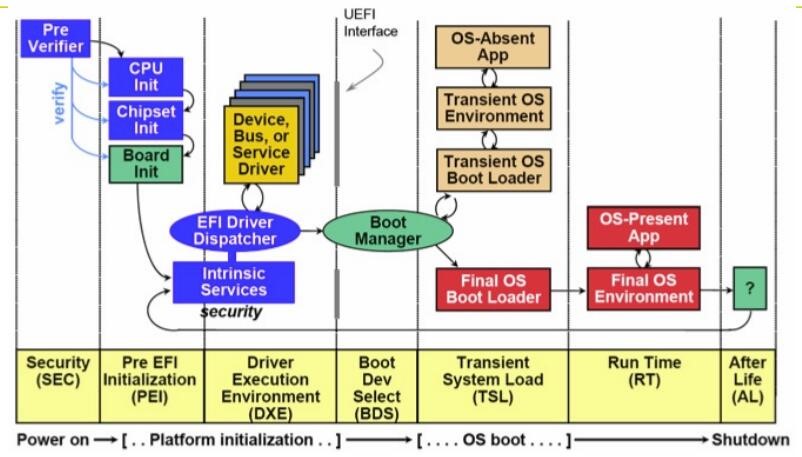 UEFI
Interface
Pre
Verifier
verify
CPU
Init
Chipset
Init
Board
Init
Device,
Bus, or
Service
Driver
EFI Driver
Dispatcher
Intrinsic
Services
security
Boot
Manager
OS-Absent
App
Transient OS
Environment
Transient OS
Boot Loader
Final OS
Boot Loader
OS-Present
App
Final OS
Environment
?
Security
(SEC)
Pre EFI
Initialization
(PEI)
Driver
Execution
Environment
(DXE)
Boot
Dev
Select
(BDS)
Transient
System Load
(TSL)
Run Time
(RT)
After
Life
(AL)
Power on [ . . Platform initialization . . ] [ . . . . OS boot . . . . ] Shutdown